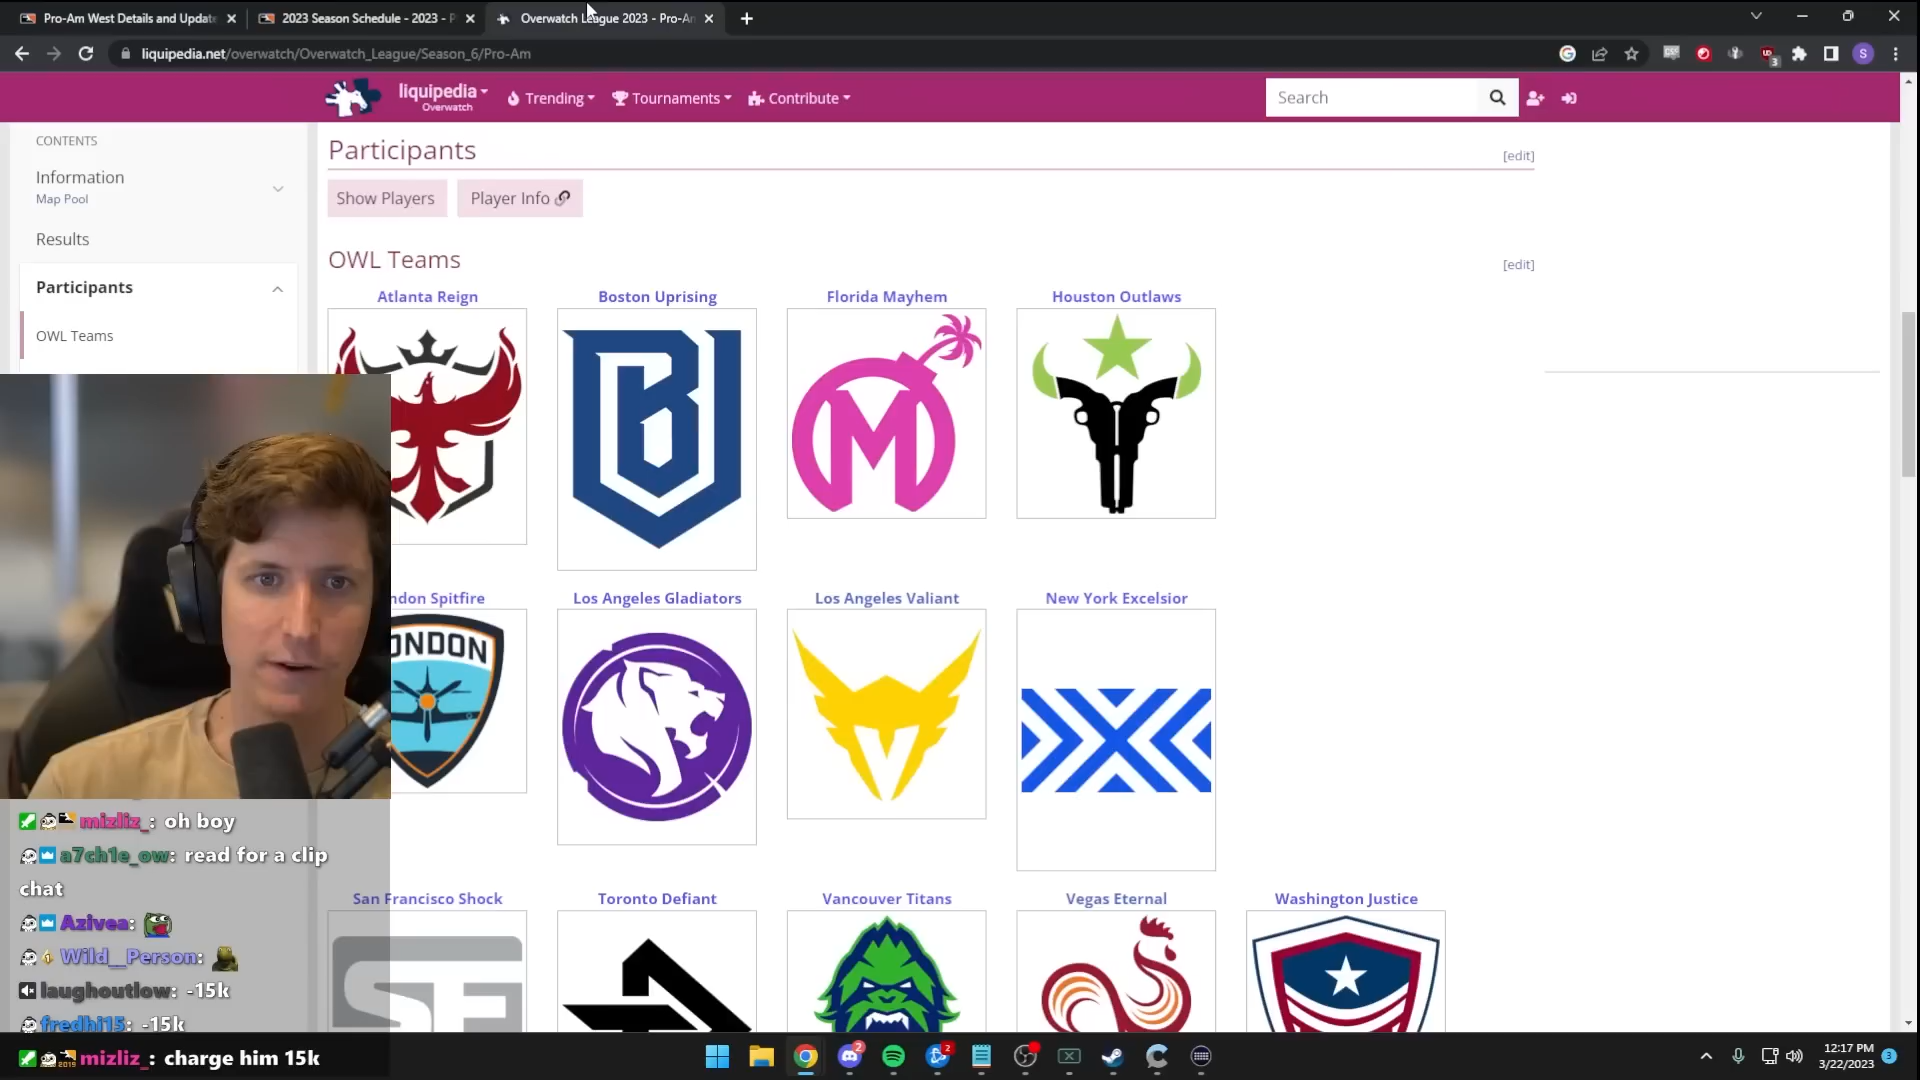 Pro-Am West Details and Update
2023 Season Schedule - 2023 - P
Overwatch League 2023 - Pro-Am
liquipedia.net/overwatch/Overwatch_League/Season_6/Pro-Am
liquipedia
Overwatch
Trending
Tournaments
Contribute
Search
CONTENTS
Information
Map Pool
Results
Participants
OWL Teams
Participants
[edit]
Show Players
Player Info
OWL Teams
[edit]
Atlanta Reign
Boston Uprising
Florida Mayhem
Houston Outlaws
ndon Spitfire
Los Angeles Gladiators
Los Angeles Valiant
New York Excelsior
ONDON
San Francisco Shock
Toronto Defiant
Vancouver Titans
Vegas Eternal
Washington Justice
SF
mizliz_: oh boy
a7ch1e_ow: read for a clip
chat
Azivea:
Wild__Person:
laughoutlow: -15k
fredhi15: -15k
mizliz_: charge him 15k
12:17 PM
3/22/2023